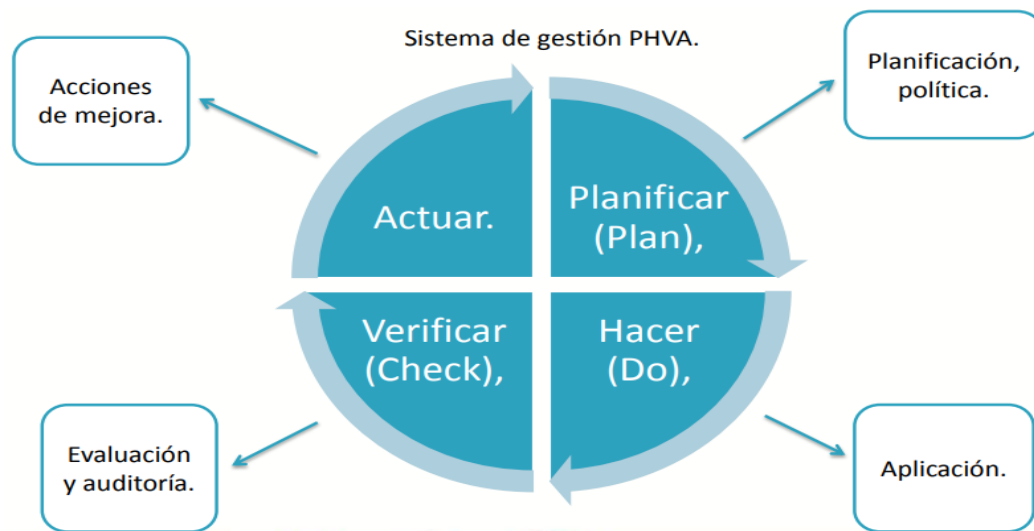 Sistema de gestión PHVA.
Acciones
de mejora.
Planificación,
política.
Actuar.
Planificar
(Plan),
Verificar
(Check),
Hacer
(Do),
Evaluación
y auditoría.
Aplicación.